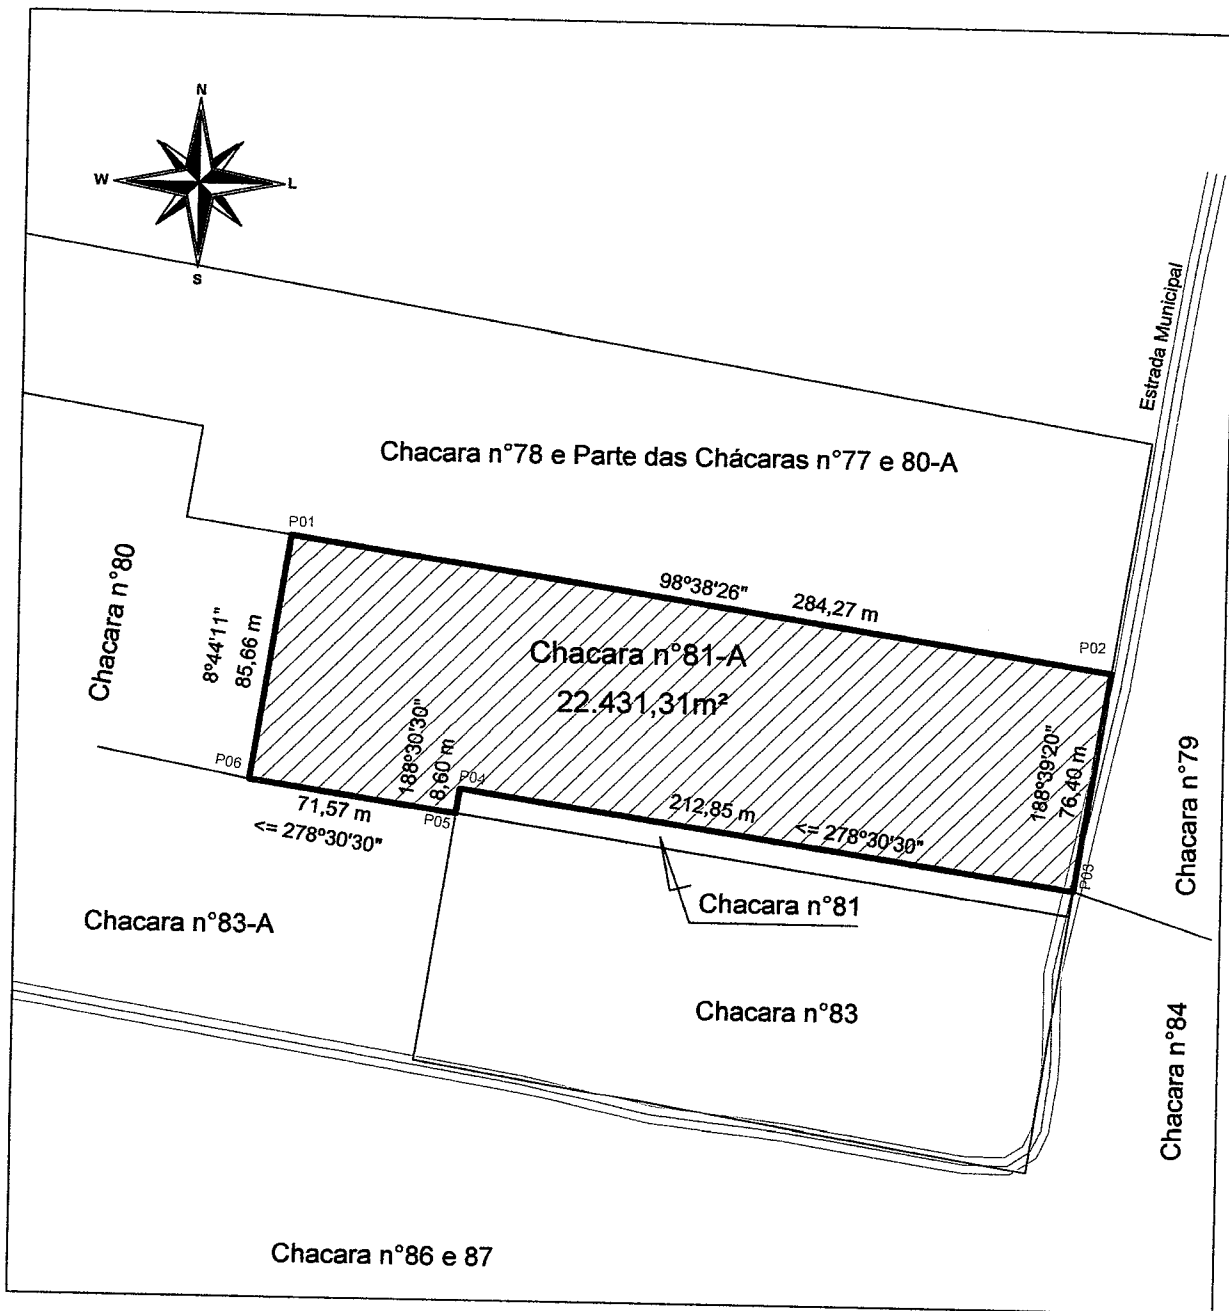 N
W
L
S
Estrada Municipal
Chacara n°78 e Parte das Chácaras n°77 e 80-A
P01
Chacara n°80
98°38'26"
284,27 m
P02
8°44'11"
85,66 m
Chacara n°81-A
22.431,31m²
188°30'30"
8,60 m
188°39'20"
76,40 m
Chacara n°79
P06
P04
71,57 m
P05
<= 278°30'30"
212,85 m
<= 278°30'30"
P03
Chacara n°81
Chacara n°83-A
Chacara n°83
Chacara n°84
Chacara n°86 e 87